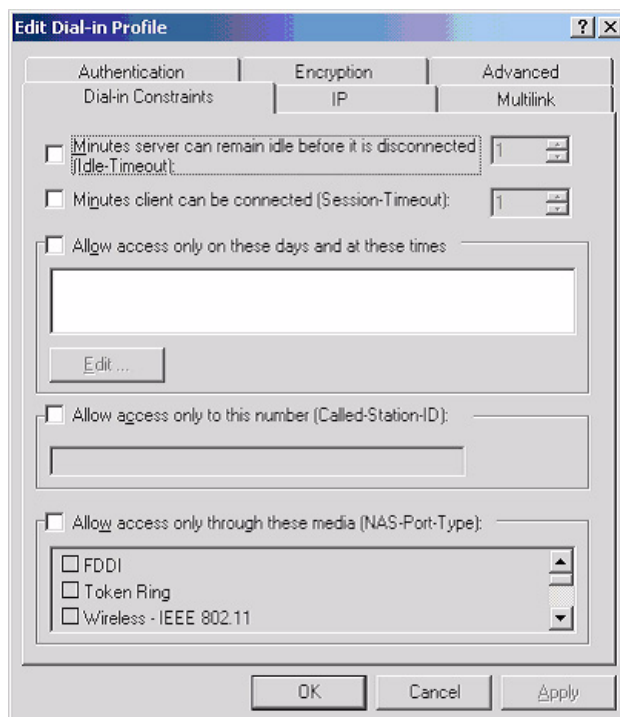 Edit Dial-in Profile
Authentication
Encryption
Advanced
Dial-in Constraints
IP
Multilink
Minutes server can remain idle before it is disconnected
(Idle-Timeout):
1
Minutes client can be connected (Session-Timeout):
1
Allow access only on these days and at these times
Edit ...
Allow access only to this number (Called-Station-ID):
Allow access only through these media (NAS-Port-Type):
FDDI
Token Ring
Wireless - IEEE 802.11
OK
Cancel
Apply